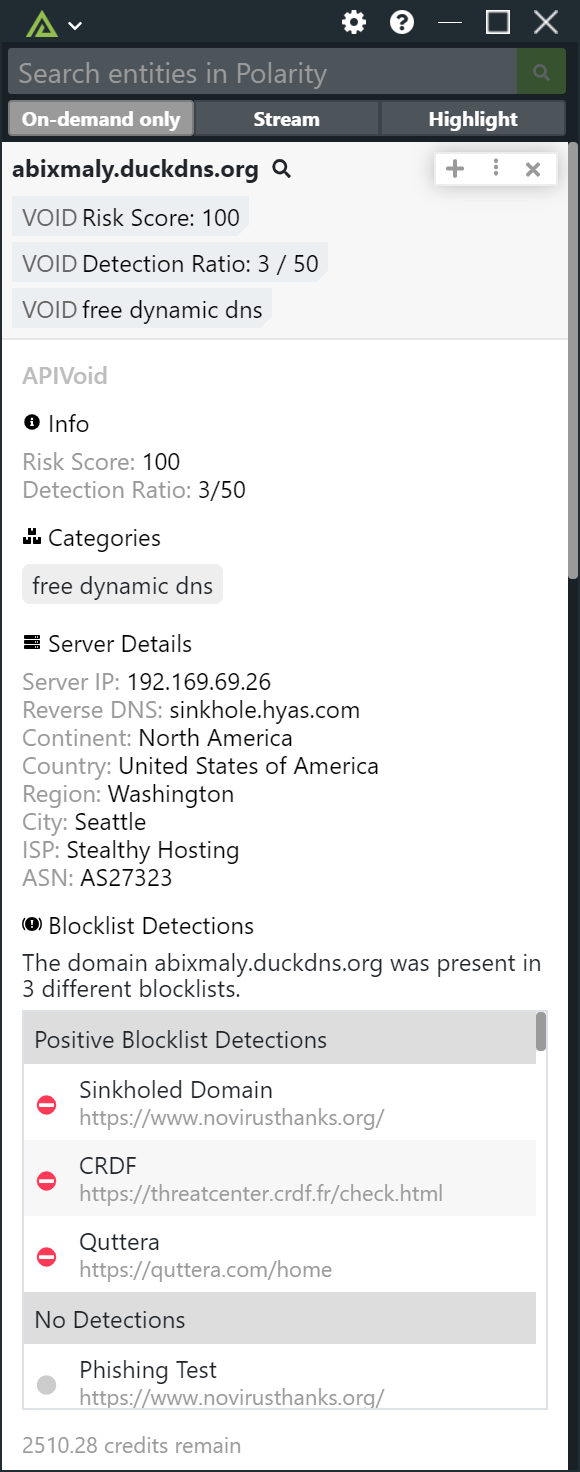 Search entities in Polarity
On-demand only Stream Highlight
abixmaly.duckdns.org
VOID Risk Score: 100
VOID Detection Ratio: 3 / 50
VOID free dynamic dns
APIVoid
Info
Risk Score: 100
Detection Ratio: 3/50
Categories
free dynamic dns
Server Details
Server IP: 192.169.69.26
Reverse DNS: sinkhole.hyas.com
Continent: North America
Country: United States of America
Region: Washington
City: Seattle
ISP: Stealthy Hosting
ASN: AS27323
Blocklist Detections
The domain abixmaly.duckdns.org was present in
3 different blocklists.
Positive Blocklist Detections
Sinkholed Domain
https://www.novirusthanks.org/
CRDF
https://threatcenter.crdf.fr/check.html
Quttera
https://quttera.com/home
No Detections
Phishing Test
https://www.novirusthanks.org/
2510.28 credits remain